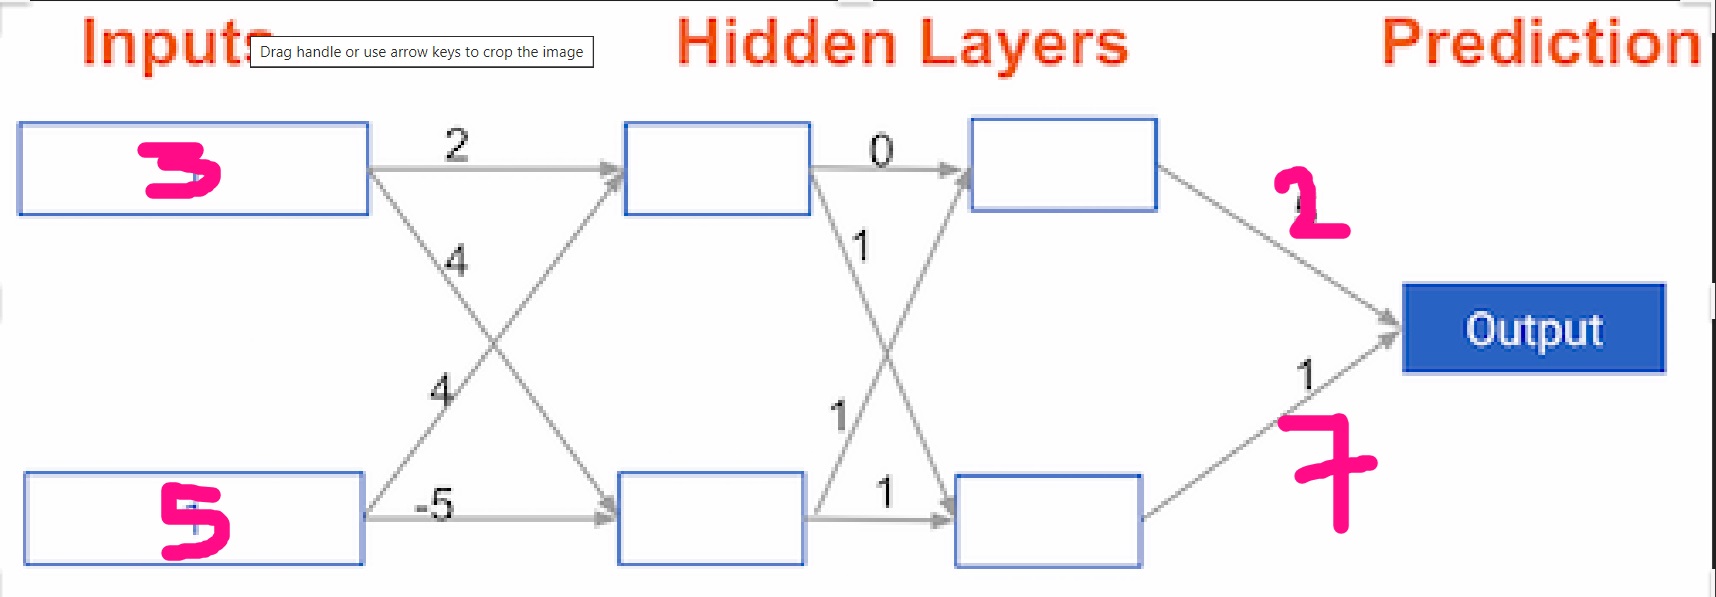 Inputs Hidden Layers Prediction
Drag handle or use arrow keys to crop the image
3 2 0 2
4 1
Output
4 1 1
5 -5 1 7